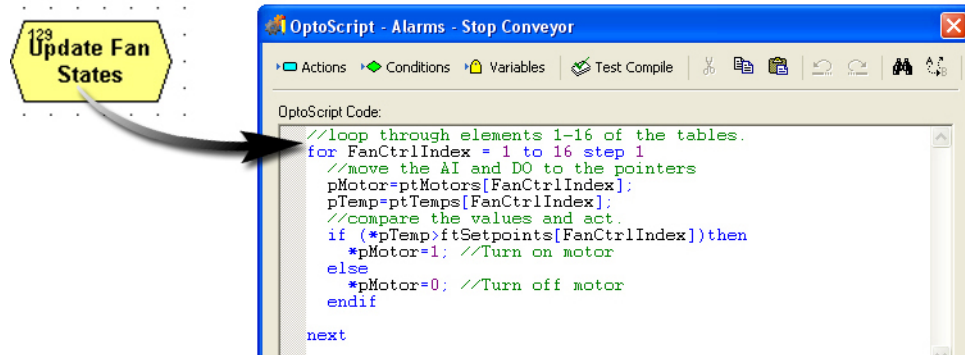 129
Update Fan
States
OptoScript - Alarms - Stop Conveyor
Actions Conditions Variables Test Compile
OptoScript Code:
//loop through elements 1-16 of the tables.
for FanCtrlIndex = 1 to 16 step 1
//move the AI and DO to the pointers
pMotor=ptMotors[FanCtrlIndex];
pTemp=ptTemps[FanCtrlIndex];
//compare the values and act.
if (*pTemp>ftSetpoints[FanCtrlIndex])then
*pMotor=1; //Turn on motor
else
*pMotor=0; //Turn off motor
endif
next